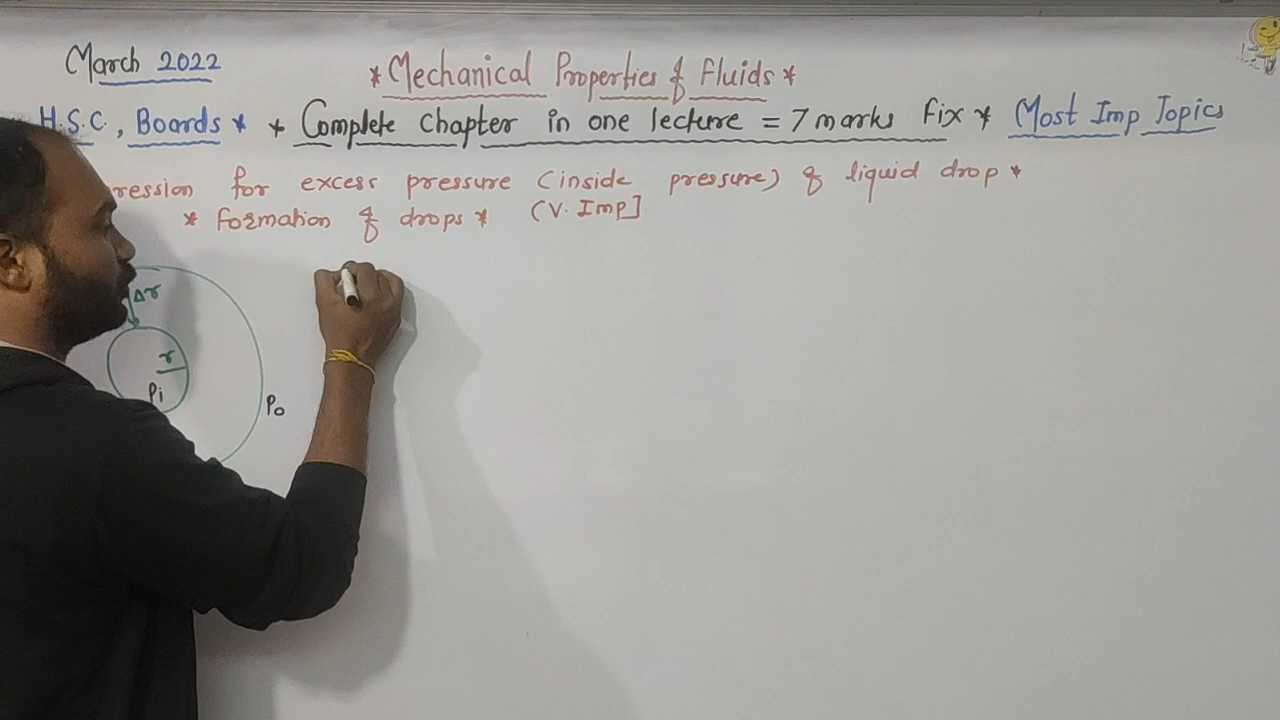 March 2022
*Mechanical Properties of Fluids*
H.S.C., Boards * * Complete Chapter in one lecture = 7 marks Fix * Most Imp Topics
ression for excess pressure (inside pressure) of liquid drop *
* Formation of drops * (V. Imp]
Δr
r
Pi
Po